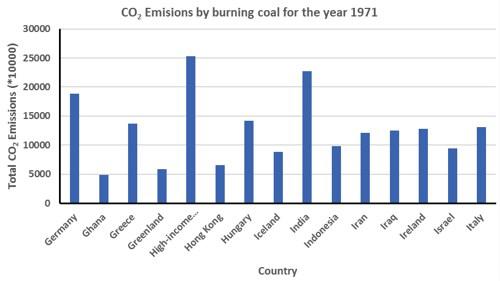 CO₂ Emisions by burning coal for the year 1971
Total CO₂ Emissions (*10000)
30000
25000
20000
15000
10000
5000
0
Germany
Ghana
Greece
Greenland
High-income...
Hong Kong
Hungary
Iceland
India
Indonesia
Iran
Iraq
Ireland
Israel
Italy
Country